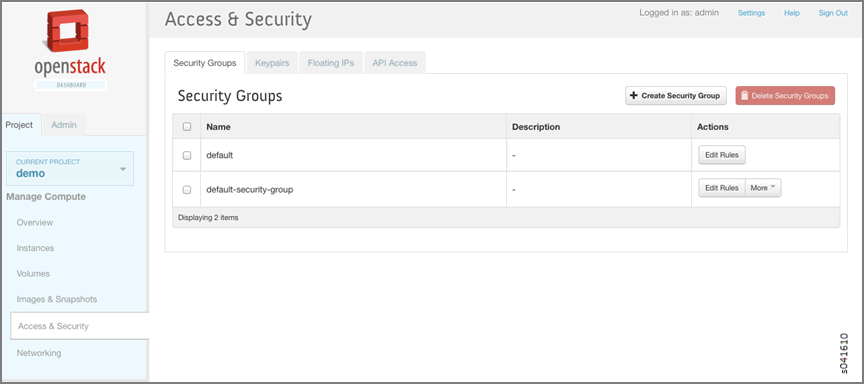 Access & Security
Logged in as: admin
Settings
Help
Sign Out
openstack
DASHBOARD
Project
Admin
CURRENT PROJECT
demo
Manage Compute
Overview
Instances
Volumes
Images & Snapshots
Access & Security
Networking
Security Groups
Keypairs
Floating IPs
API Access
Security Groups
+ Create Security Group
Delete Security Groups
Name
Description
Actions
default
-
Edit Rules
default-security-group
-
Edit Rules
More
Displaying 2 items
s041610